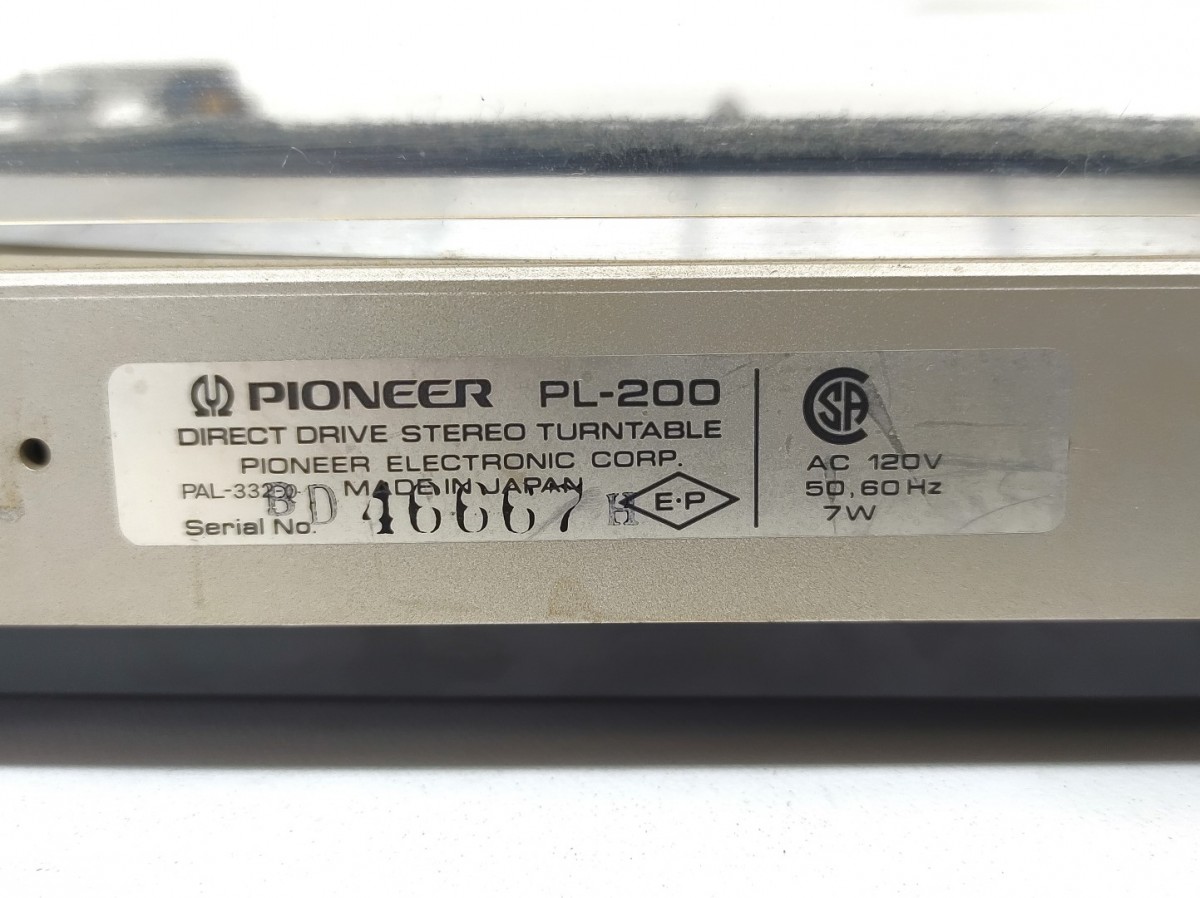 PIONEER PL-200
DIRECT DRIVE STEREO TURNTABLE
PIONEER ELECTRONIC CORP.
MADE IN JAPAN
Serial No. BD 46667 H
E·P
CSA
AC 120V
50, 60 Hz
7W